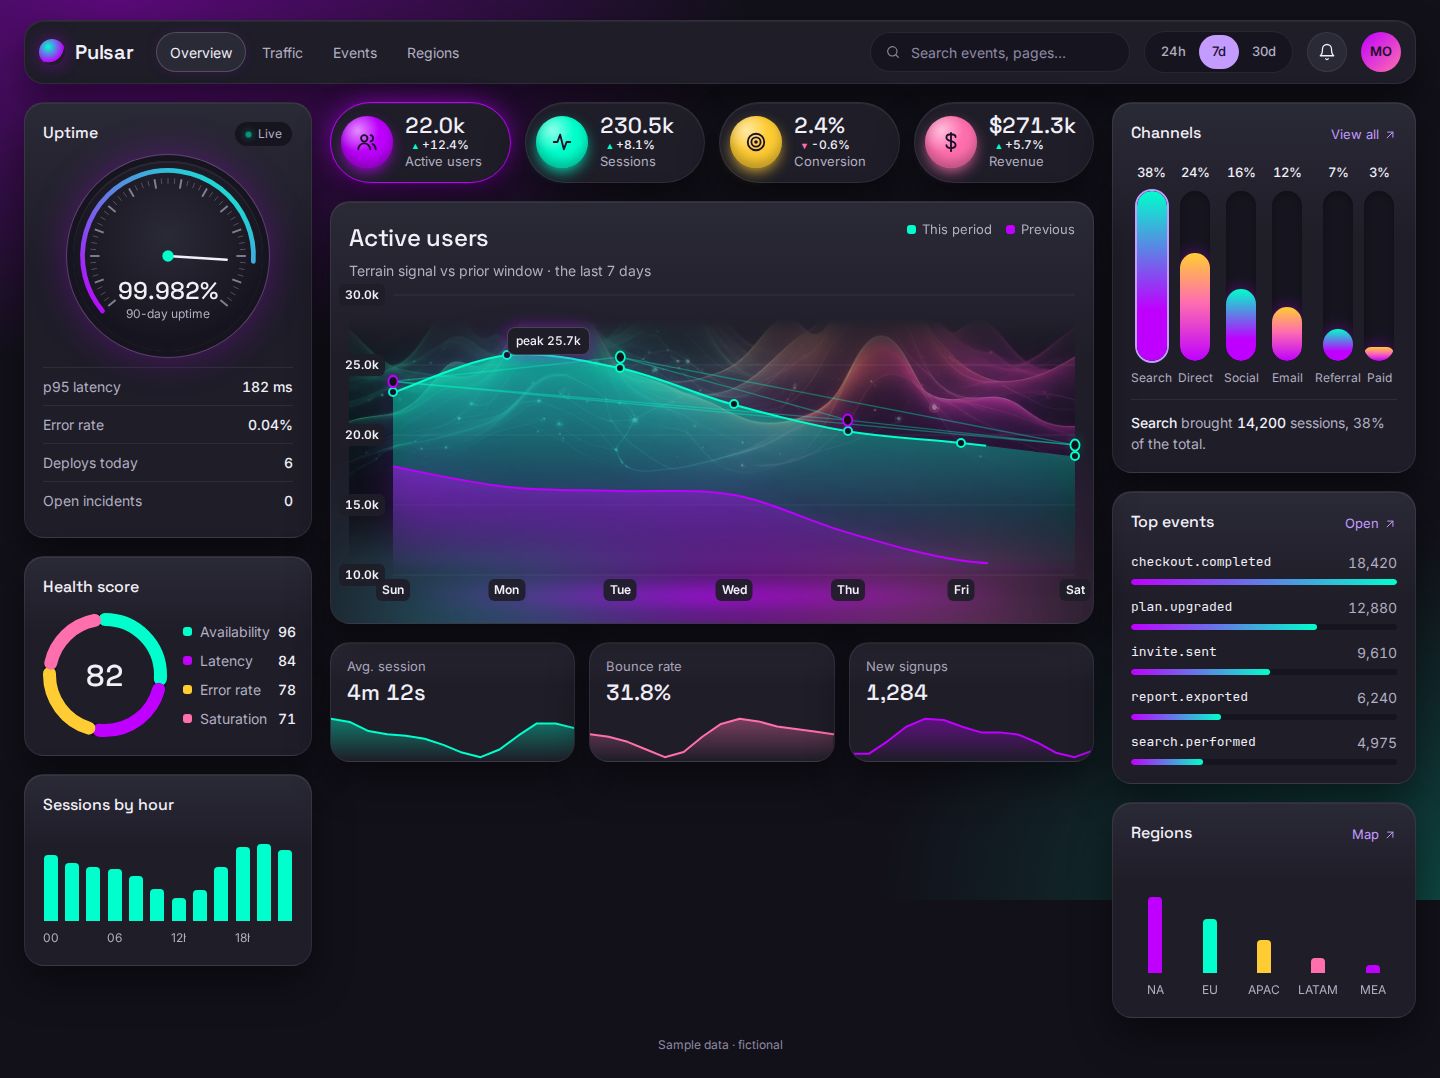 Pulsar
Overview
Traffic
Events
Regions
Search events, pages...
24h
7d
30d
MO
Uptime
Live
99.982%
90-day uptime
p95 latency 182 ms
Error rate 0.04%
Deploys today 6
Open incidents 0
Health score
82
Availability 96
Latency 84
Error rate 78
Saturation 71
Sessions by hour
00 06 12h 18h
22.0k
▲ +12.4%
Active users
230.5k
▲ +8.1%
Sessions
2.4%
▼ -0.6%
Conversion
$271.3k
▲ +5.7%
Revenue
Active users
This period
Previous
Terrain signal vs prior window · the last 7 days
30.0k
peak 25.7k
25.0k
20.0k
15.0k
10.0k
Sun Mon Tue Wed Thu Fri Sat
Avg. session
4m 12s
Bounce rate
31.8%
New signups
1,284
Channels
View all ↗
38% 24% 16% 12% 7% 3%
Search Direct Social Email Referral Paid
Search brought 14,200 sessions, 38%
of the total.
Top events
Open ↗
checkout.completed 18,420
plan.upgraded 12,880
invite.sent 9,610
report.exported 6,240
search.performed 4,975
Regions
Map ↗
NA EU APAC LATAM MEA
Sample data · fictional